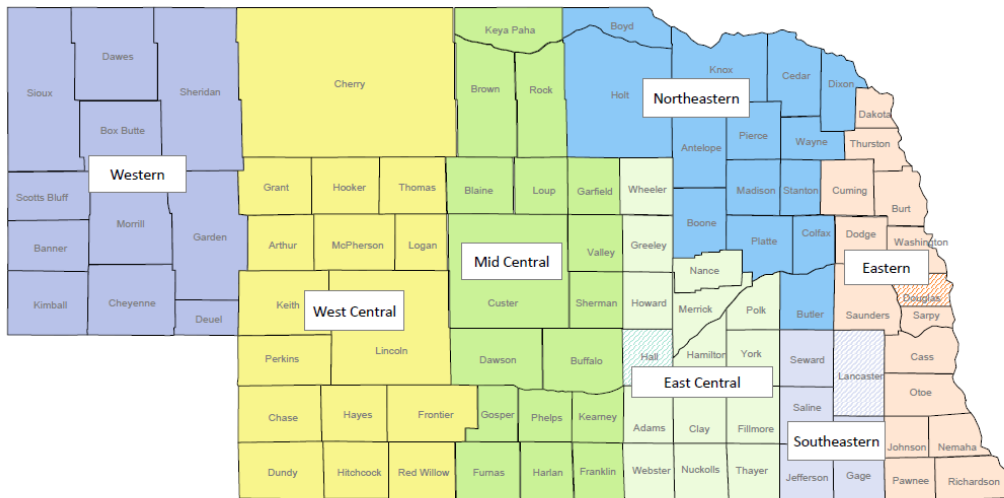 Keya Paha
Boyd
Dawes
Sioux
Sheridan
Cherry
Brown
Rock
Holt
Knox
Cedar
Dixon
Northeastern
Dakota
Box Butte
Antelope
Pierce
Wayne
Thurston
Western
Scotts Bluff
Grant
Hooker
Thomas
Blaine
Loup
Garfield
Wheeler
Madison
Stanton
Cuming
Burt
Morrill
Garden
Boone
Banner
Arthur
McPherson
Logan
Mid Central
Valley
Greeley
Platte
Colfax
Dodge
Washington
Eastern
Nance
Kimball
Cheyenne
Deuel
Keith
West Central
Custer
Sherman
Howard
Merrick
Polk
Butler
Saunders
Douglas
Sarpy
Perkins
Lincoln
Dawson
Buffalo
Hall
Hamilton
York
Seward
Lancaster
Cass
East Central
Otoe
Chase
Hayes
Frontier
Gosper
Phelps
Kearney
Adams
Clay
Fillmore
Saline
Southeastern
Johnson
Nemaha
Dundy
Hitchcock
Red Willow
Fumas
Harlan
Franklin
Webster
Nuckolls
Thayer
Jefferson
Gage
Pawnee
Richardson